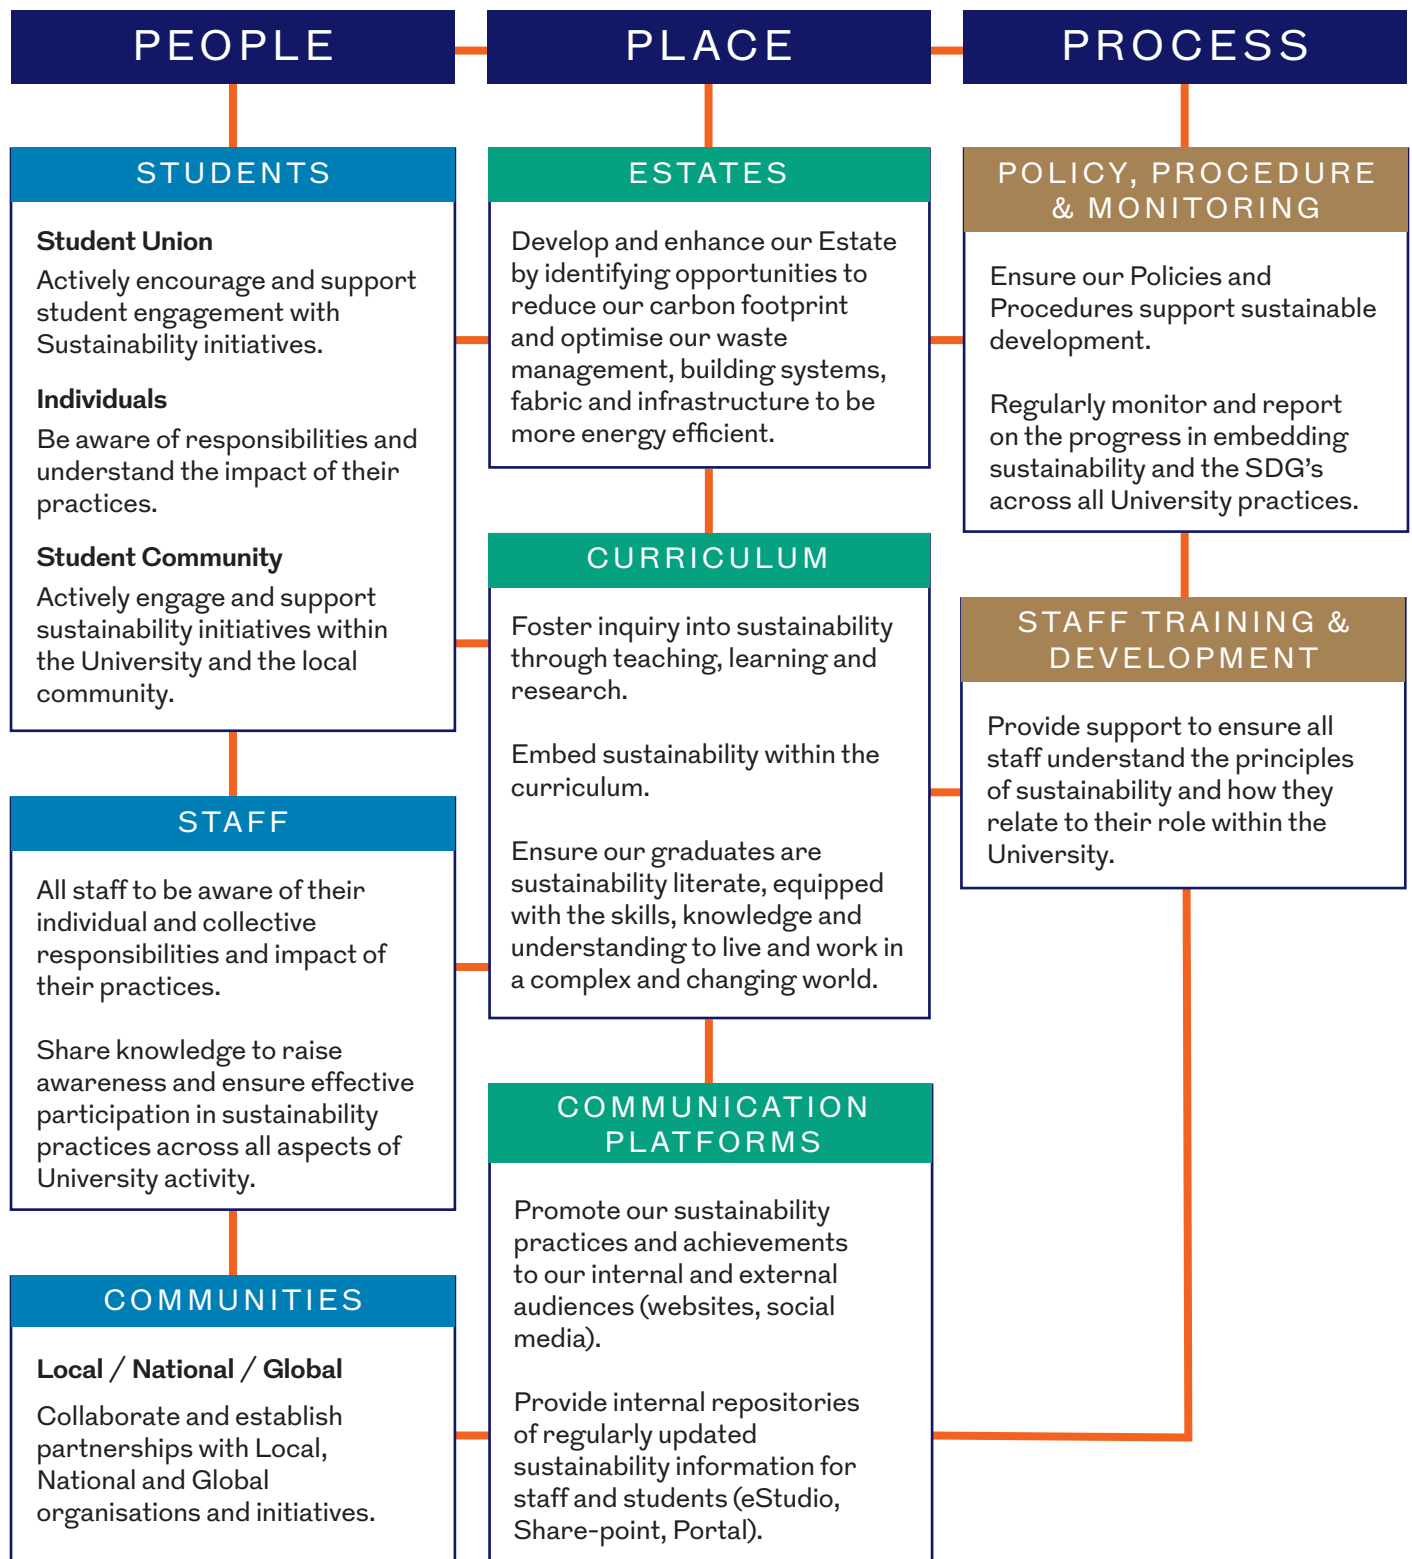 PEOPLE
STUDENTS
Student Union
Actively encourage and support
student engagement with
Sustainability initiatives.
Individuals
Be aware of responsibilities and
understand the impact of their
practices.
Student Community
Actively engage and support
sustainability initiatives within
the University and the local
community.
STAFF
All staff to be aware of their
individual and collective
responsibilities and impact of
their practices.
Share knowledge to raise
awareness and ensure effective
participation in sustainability
practices across all aspects of
University activity.
COMMUNITIES
Local / National / Global
Collaborate and establish
partnerships with Local,
National and Global
organisations and initiatives.
PLACE
ESTATES
Develop and enhance our Estate
by identifying opportunities to
reduce our carbon footprint
and optimise our waste
management, building systems,
fabric and infrastructure to be
more energy efficient.
CURRICULUM
Foster inquiry into sustainability
through teaching, learning and
research.
Embed sustainability within the
curriculum.
Ensure our graduates are
sustainability literate, equipped
with the skills, knowledge and
understanding to live and work in
a complex and changing world.
COMMUNICATION
PLATFORMS
Promote our sustainability
practices and achievements
to our internal and external
audiences (websites, social
media).
Provide internal repositories
of regularly updated
sustainability information for
staff and students (eStudio,
Share-point, Portal).
PROCESS
POLICY, PROCEDURE
& MONITORING
Ensure our Policies and
Procedures support sustainable
development.
Regularly monitor and report
on the progress in embedding
sustainability and the SDG's
across all University practices.
STAFF TRAINING &
DEVELOPMENT
Provide support to ensure all
staff understand the principles
of sustainability and how they
relate to their role within the
University.